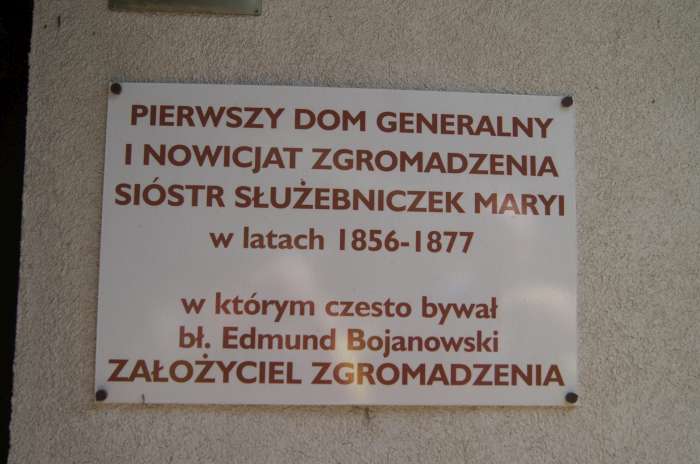 PIERWSZY DOM GENERALNY
I NOWICJAT ZGROMADZENIA
SIÓSTR SŁUŻEBNICZEK MARYI
w latach 1856-1877
w którym czesto bywał
bł. Edmund Bojanowski
ZAŁOŻYCIEL ZGROMADZENIA